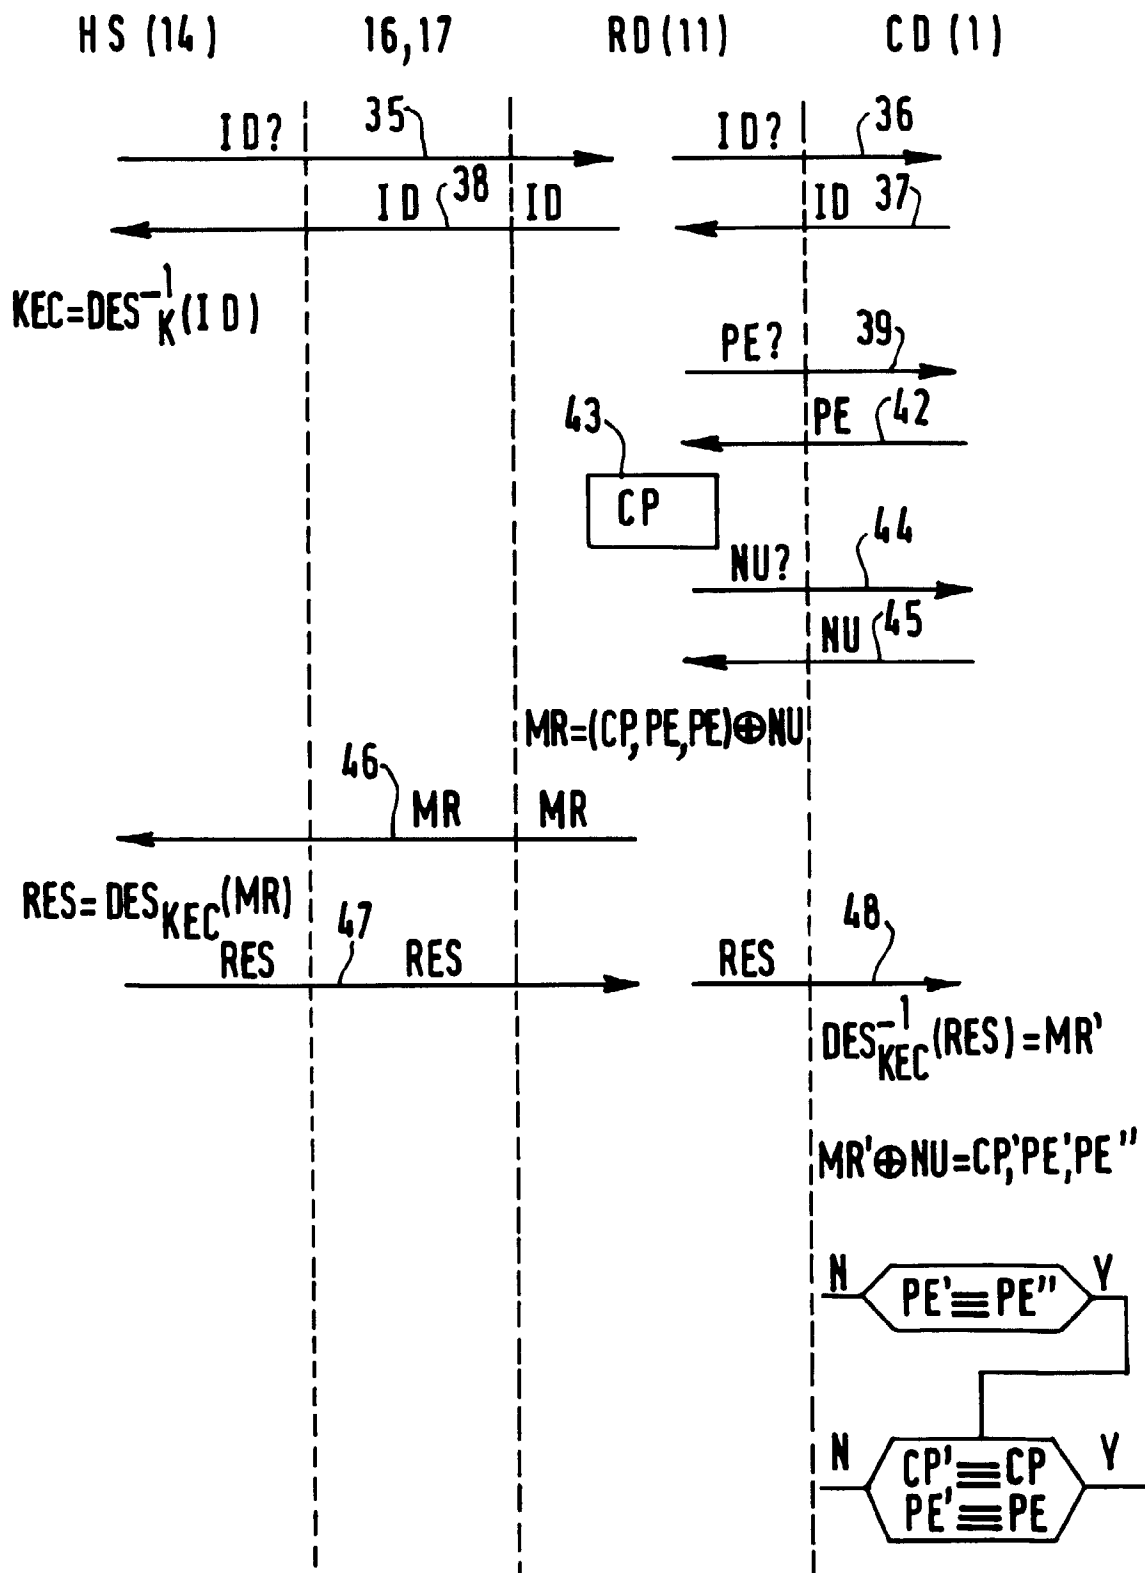 HS (14) 16,17 RD (11) CD (1)
ID? 35 ID? 36
ID 38 ID ID 37
KEC=DES⁻¹K(ID)
PE? 39
43 PE 42
CP
NU? 44
NU 45
MR=(CP,PE,PE)⊕NU
46 MR MR
RES=DES_KEC(MR)
RES 47 RES RES 48
DES⁻¹KEC(RES)=MR'
MR'⊕NU=CP',PE',PE''
N PE'≡PE'' Y
N CP'≡CP Y
PE'≡PE